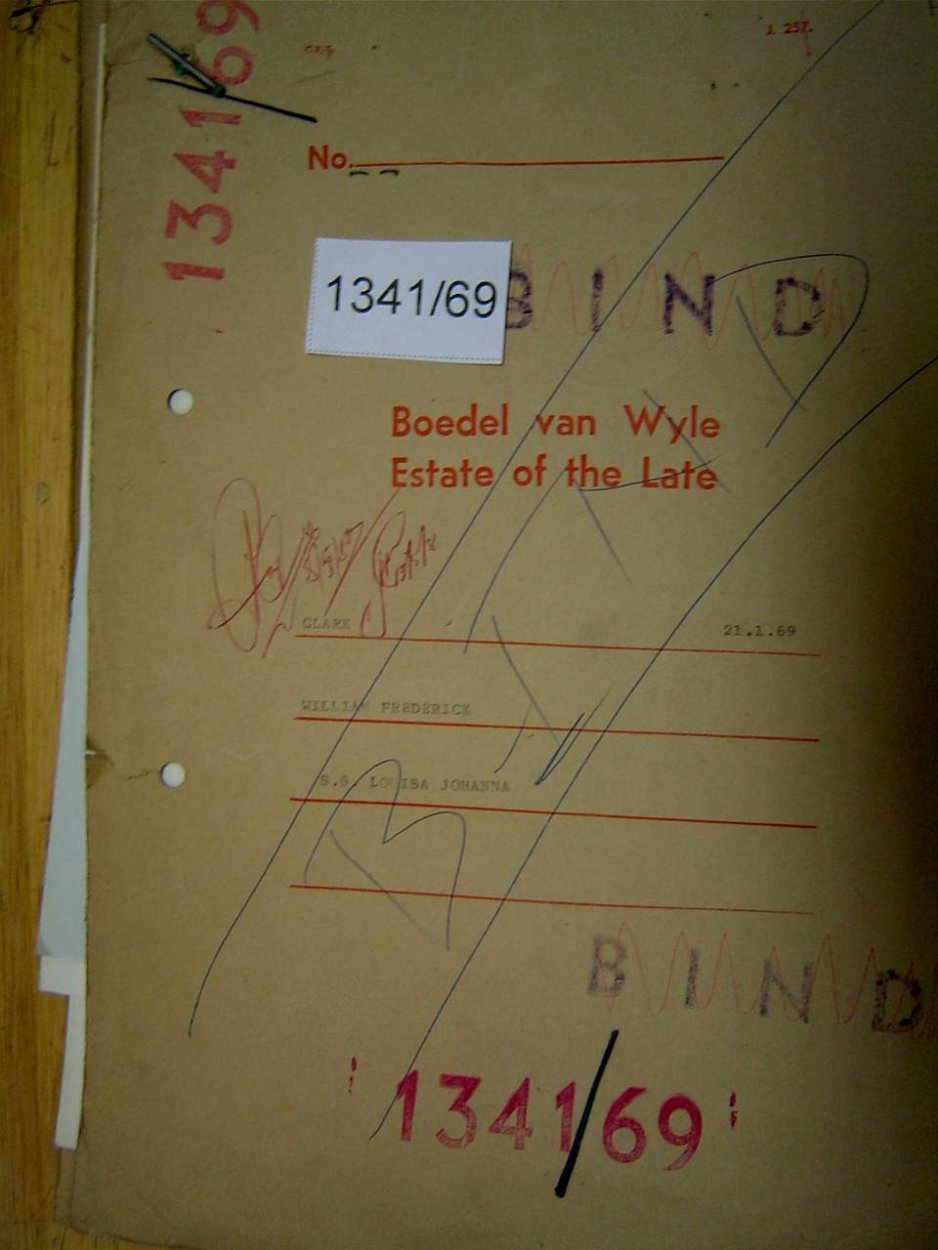 J. 257.
1341/69
No.
1341/69
BIND
Boedel van Wyle
Estate of the Late
CLARK 21.1.69
WILLIAM FREDERICK
S.S. LOUISA JOHANNA
BIND
1341/69